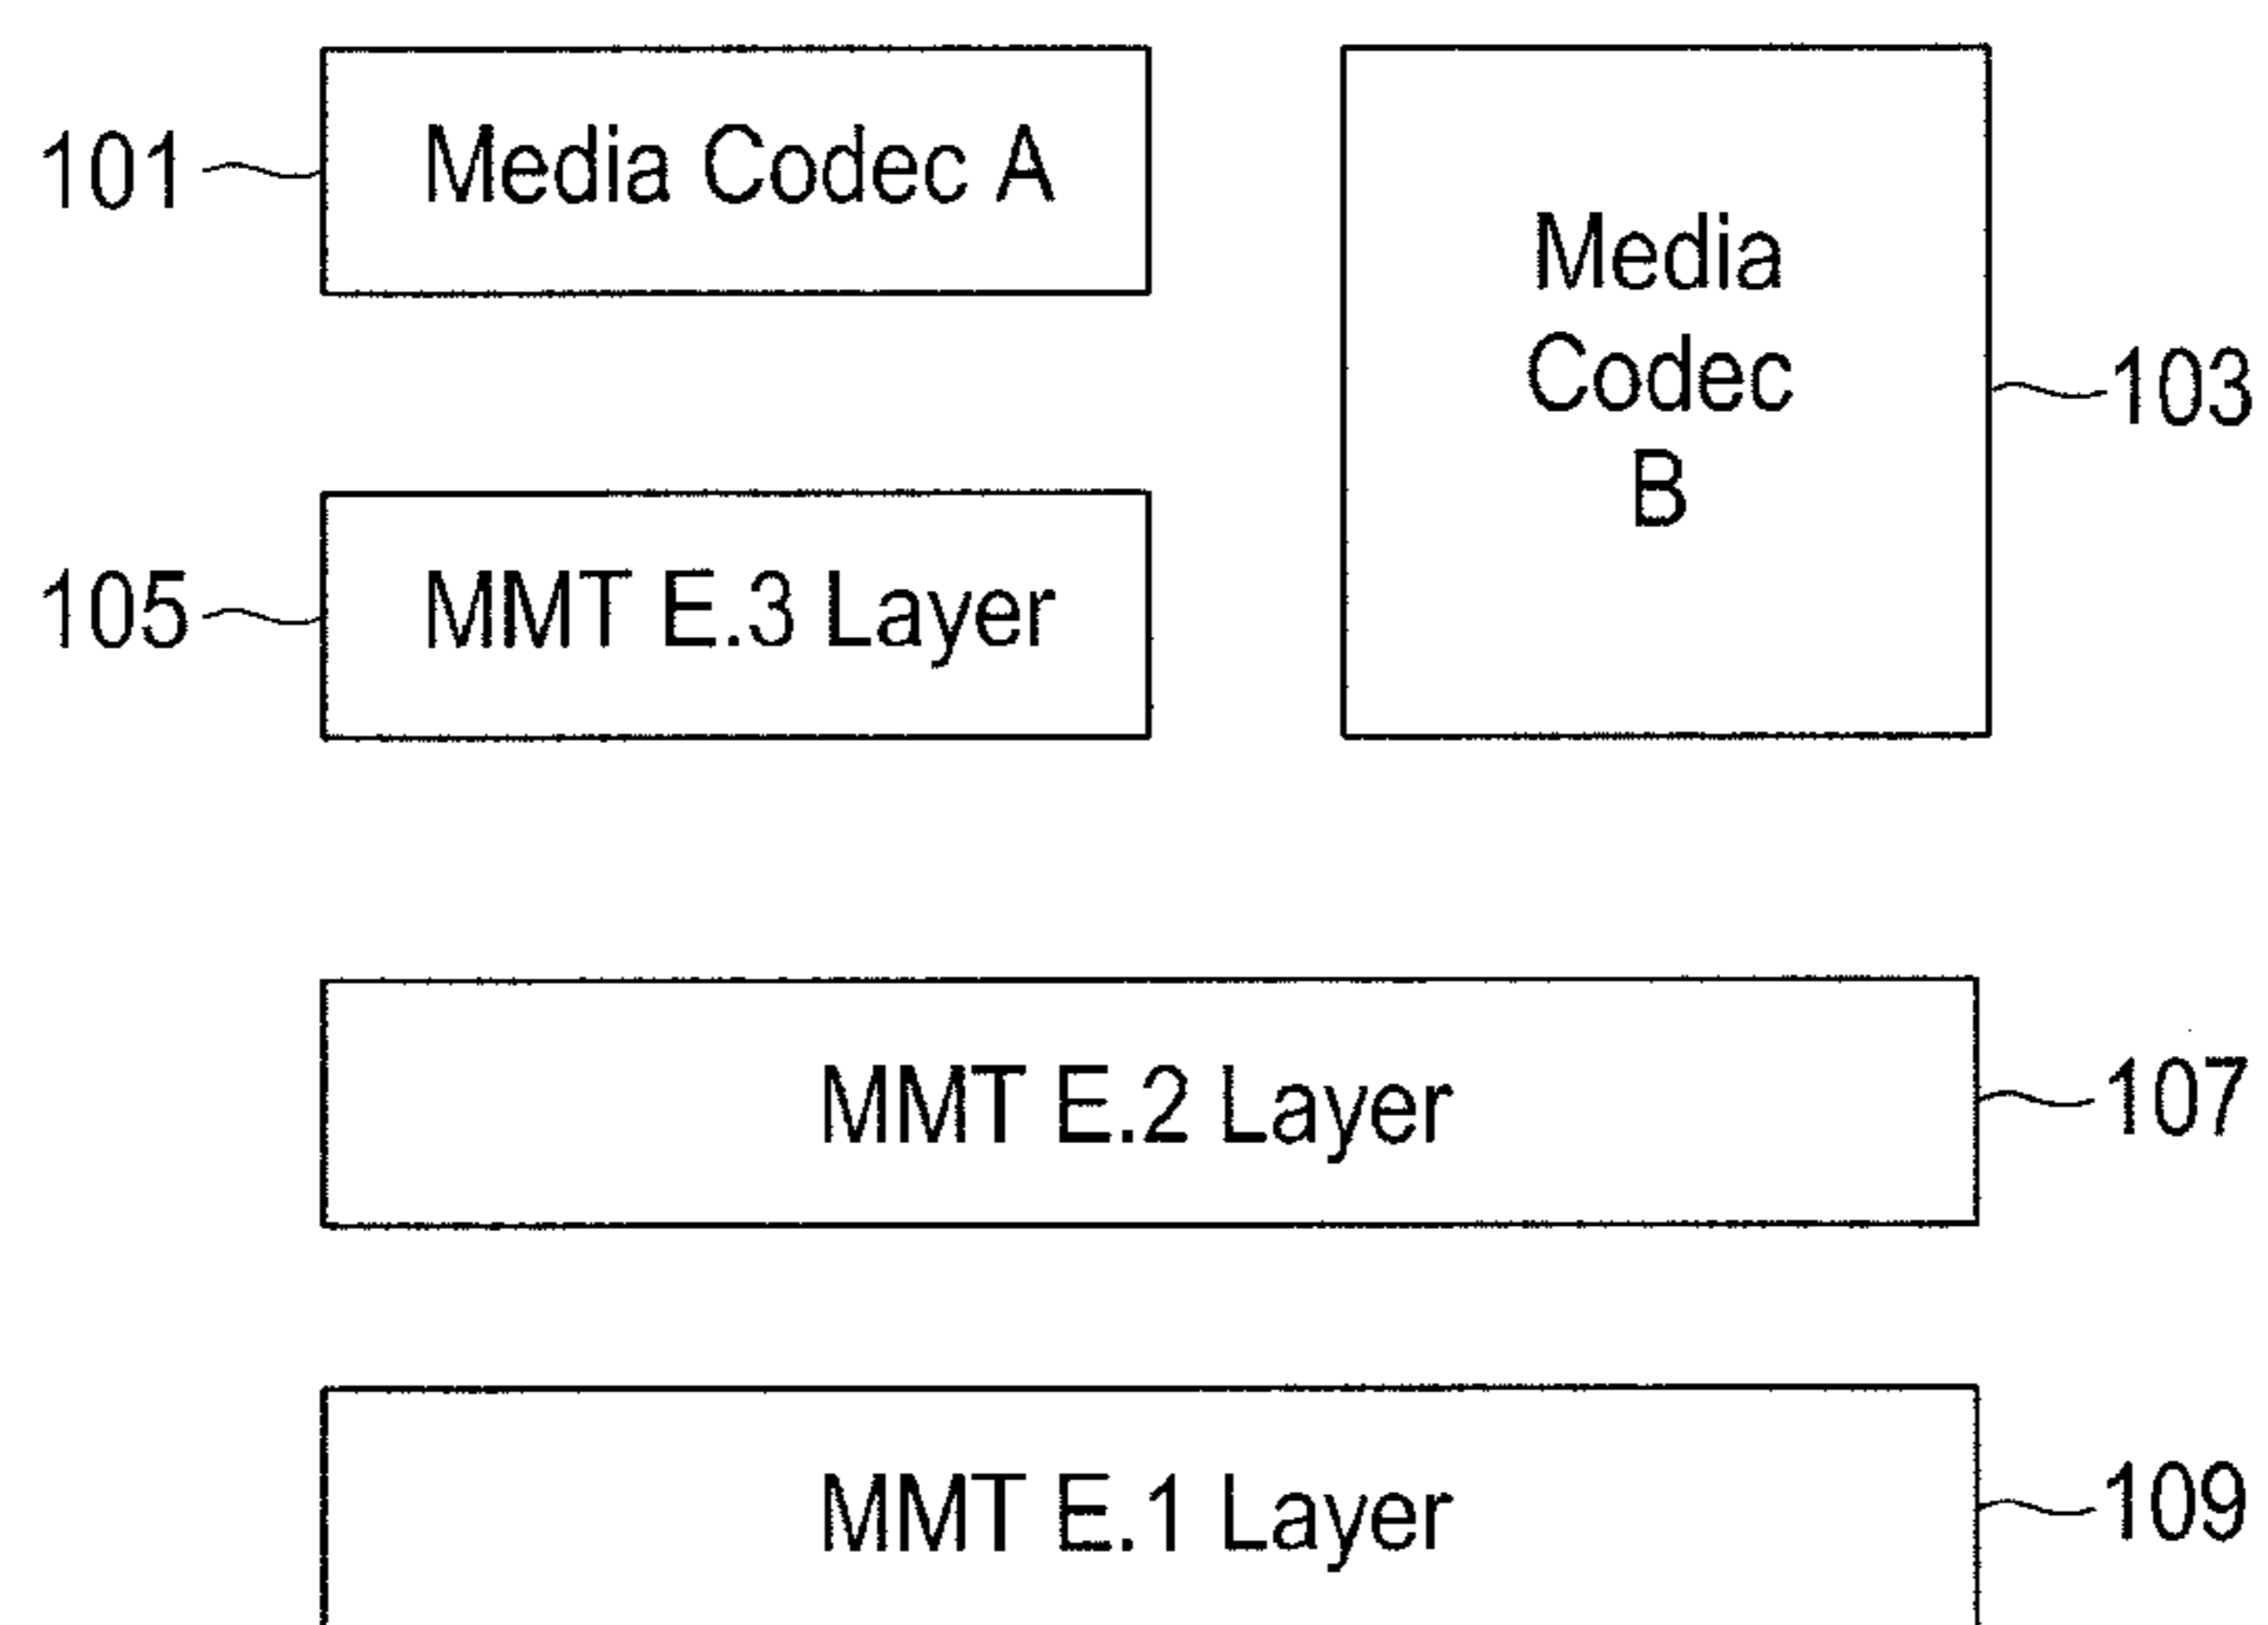 101
Media Codec A
Media
Codec
B
103
105
MMT E.3 Layer
MMT E.2 Layer
107
MMT E.1 Layer
109